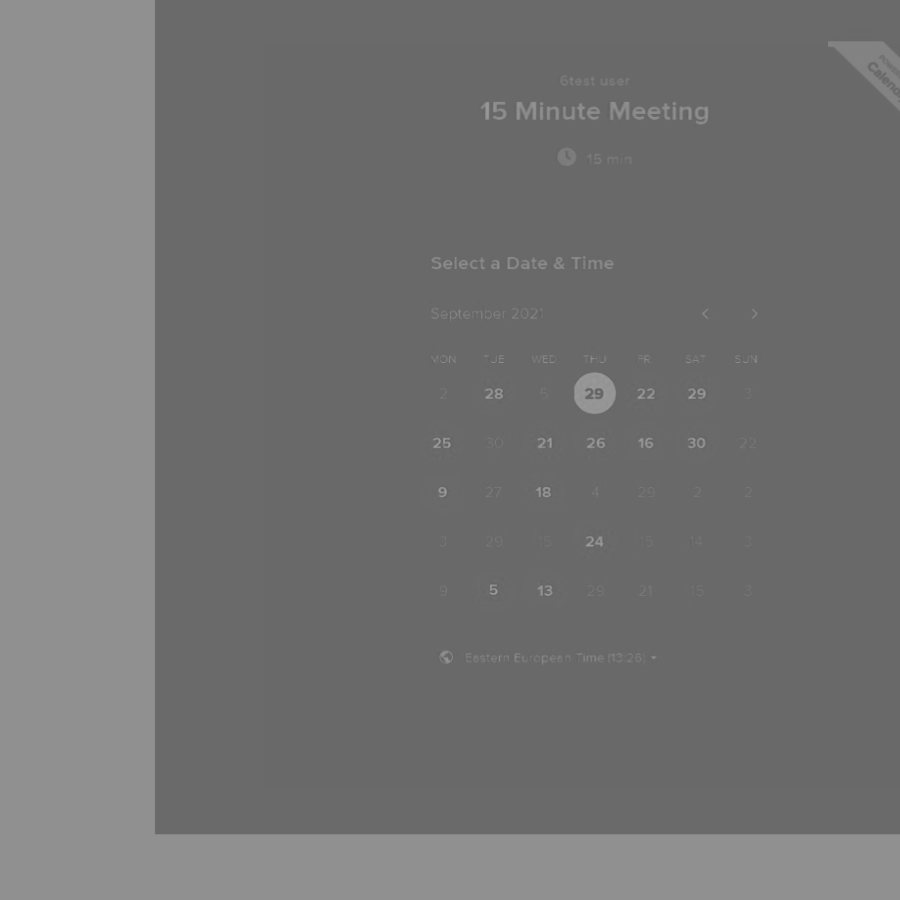 6test user
15 Minute Meeting
15 min
Select a Date & Time
September 2021
MON TUE WED THU FRI SAT SUN
2 28 5 29 22 29 3
25 30 21 26 16 30 22
9 27 18 4 29 2 2
3 29 15 24 15 14 3
9 5 13 29 21 15 3
Eastern European Time (13:26)